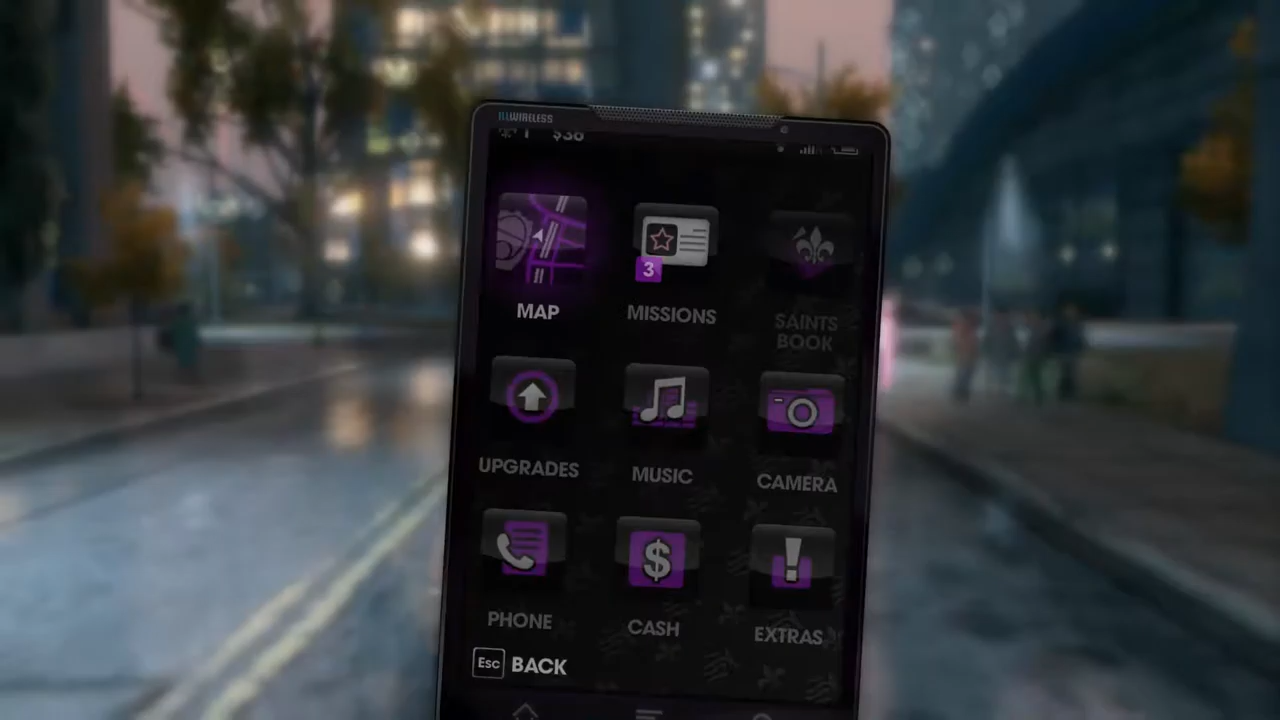 WIRELESS
$36
MAP
MISSIONS
3
SAINTS
BOOK
UPGRADES
MUSIC
CAMERA
PHONE
$
CASH
!
EXTRAS
Esc BACK